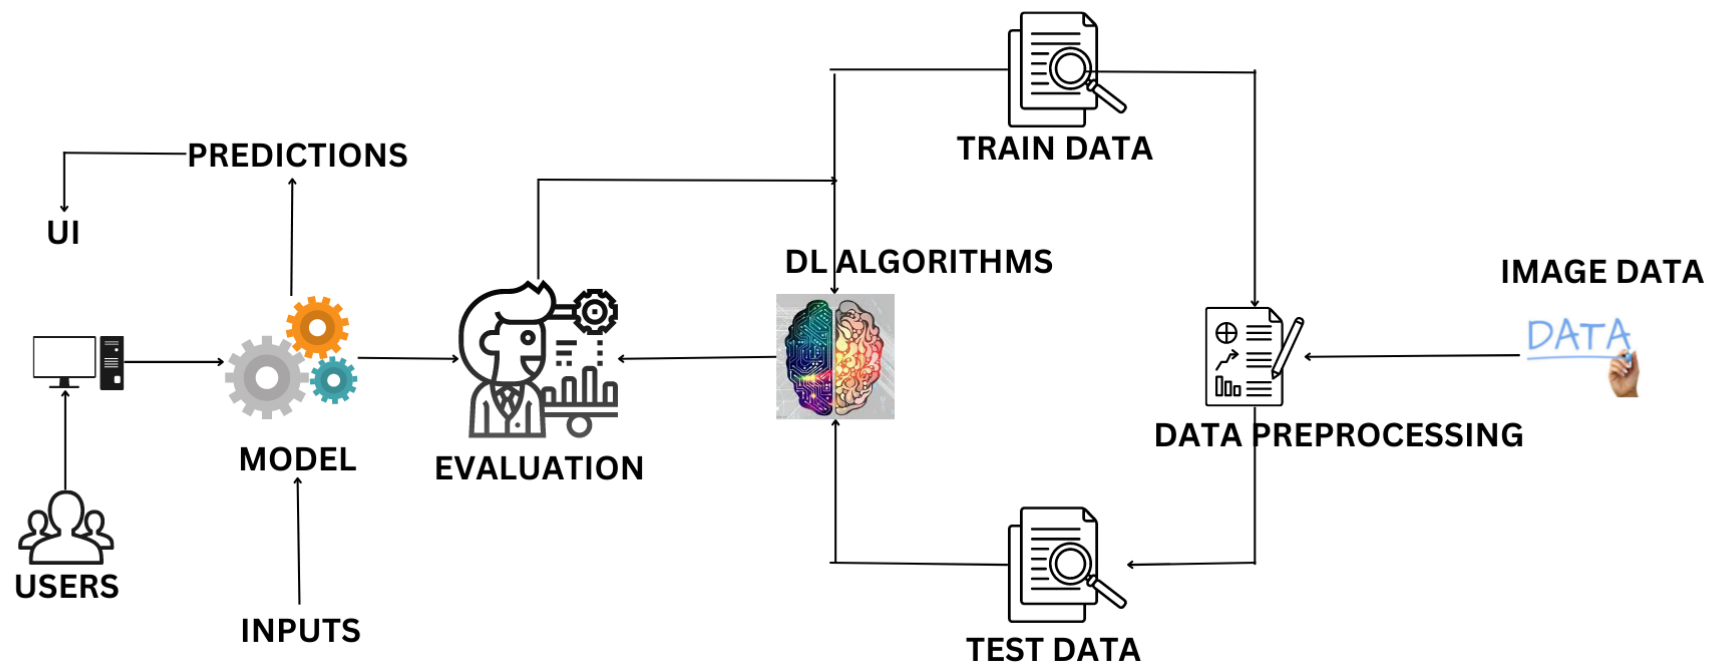 TRAIN DATA
PREDICTIONS
UI
DL ALGORITHMS
IMAGE DATA
DATA
DATA PREPROCESSING
MODEL
EVALUATION
USERS
INPUTS
TEST DATA